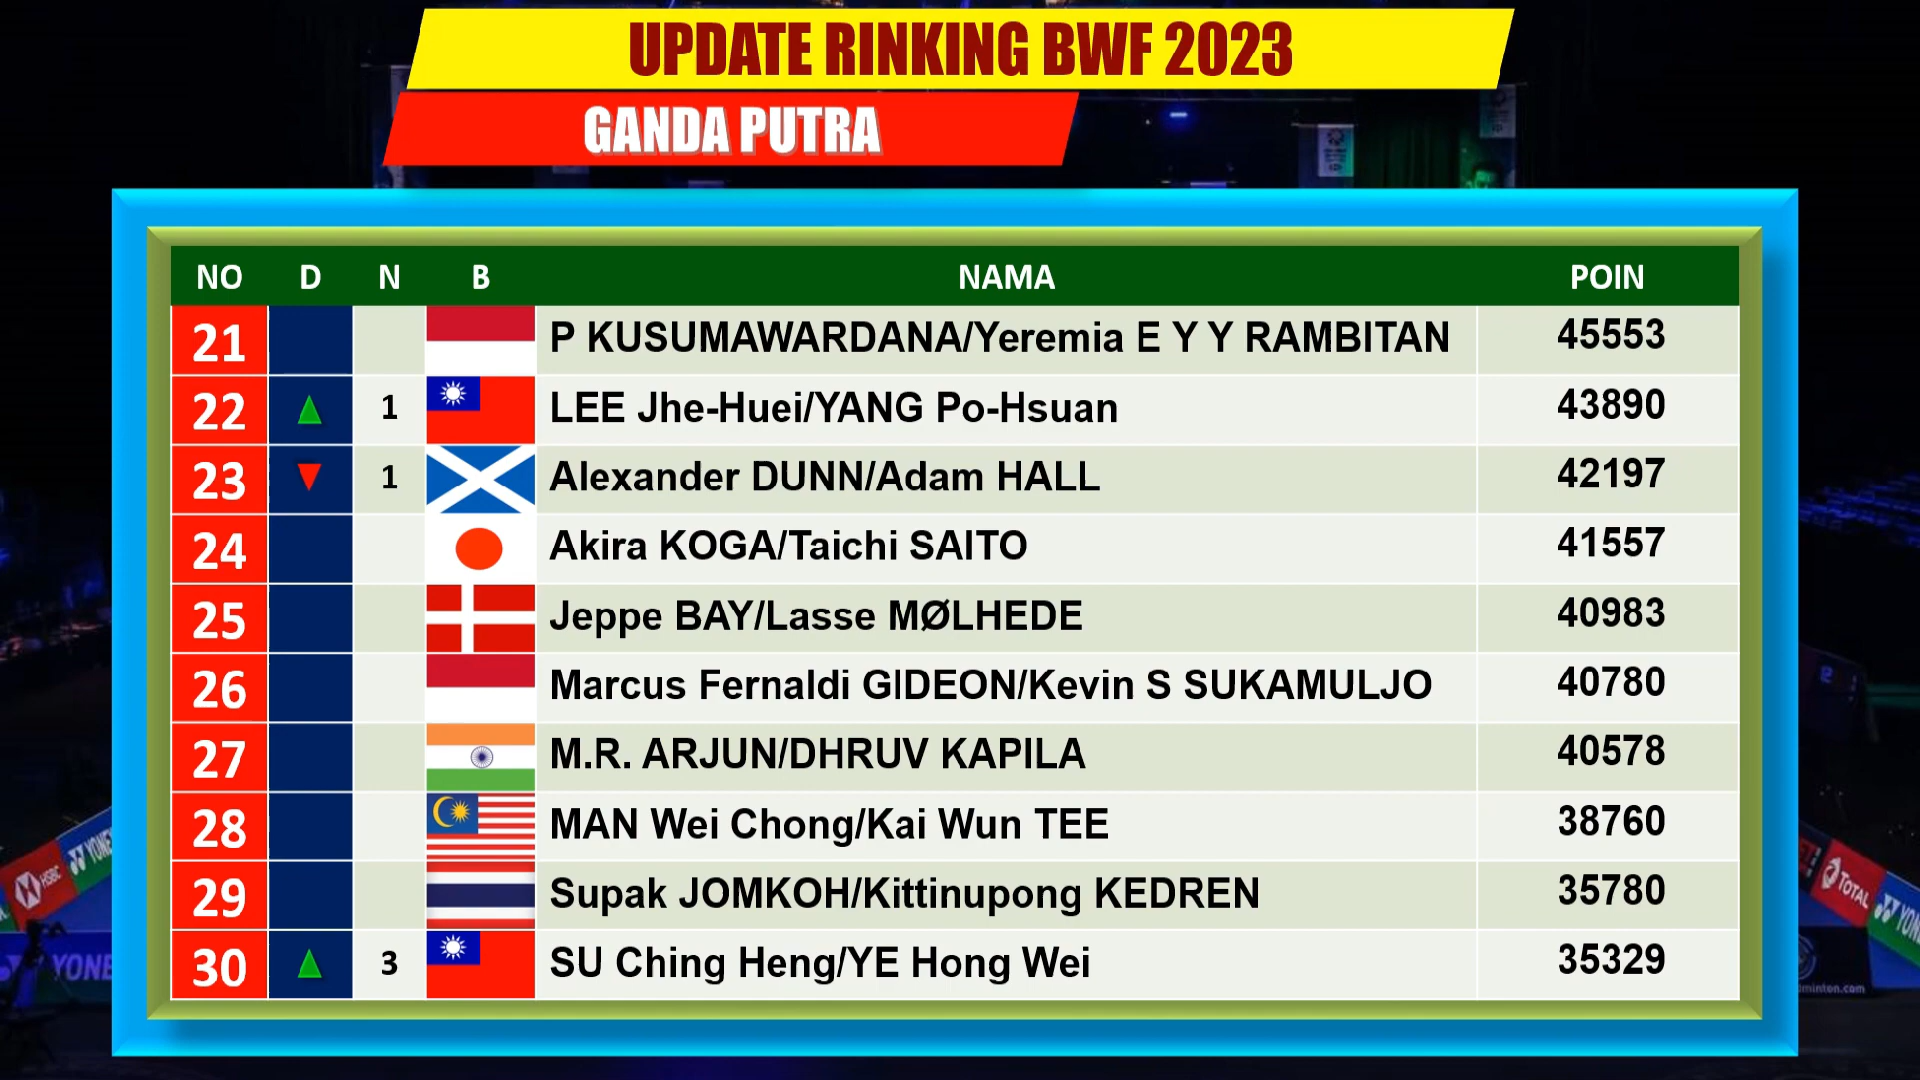 UPDATE RINKING BWF 2023
GANDA PUTRA
NO D N B NAMA POIN
21 P KUSUMAWARDANA/Yeremia E Y Y RAMBITAN 45553
22 1 LEE Jhe-Huei/YANG Po-Hsuan 43890
23 1 Alexander DUNN/Adam HALL 42197
24 Akira KOGA/Taichi SAITO 41557
25 Jeppe BAY/Lasse MØLHEDE 40983
26 Marcus Fernaldi GIDEON/Kevin S SUKAMULJO 40780
27 M.R. ARJUN/DHRUV KAPILA 40578
28 MAN Wei Chong/Kai Wun TEE 38760
29 Supak JOMKOH/Kittinupong KEDREN 35780
30 3 SU Ching Heng/YE Hong Wei 35329
HSBC
TOTAL